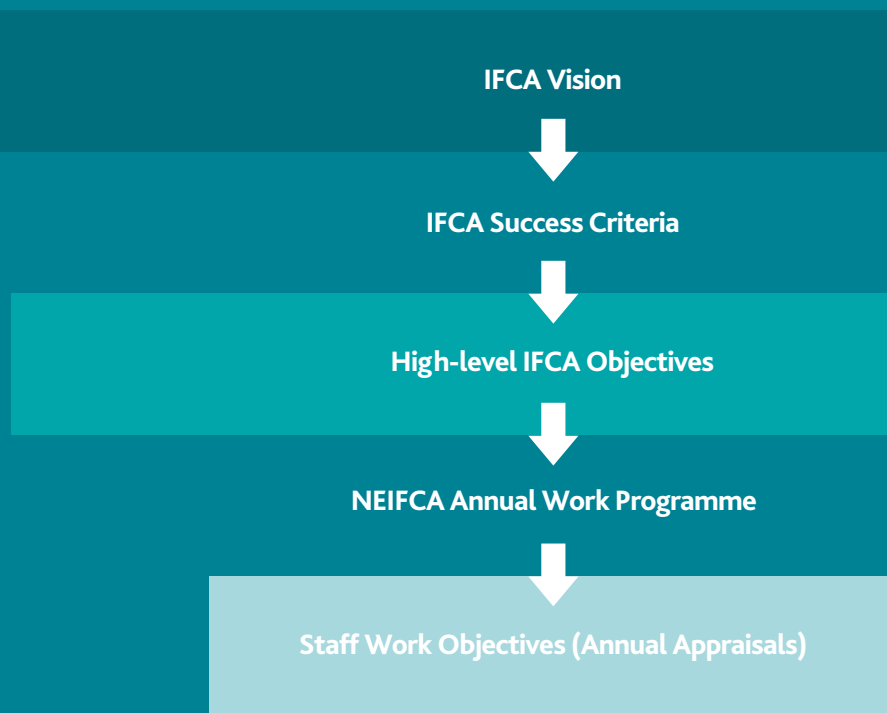 IFCA Vision
IFCA Success Criteria
High-level IFCA Objectives
NEIFCA Annual Work Programme
Staff Work Objectives (Annual Appraisals)